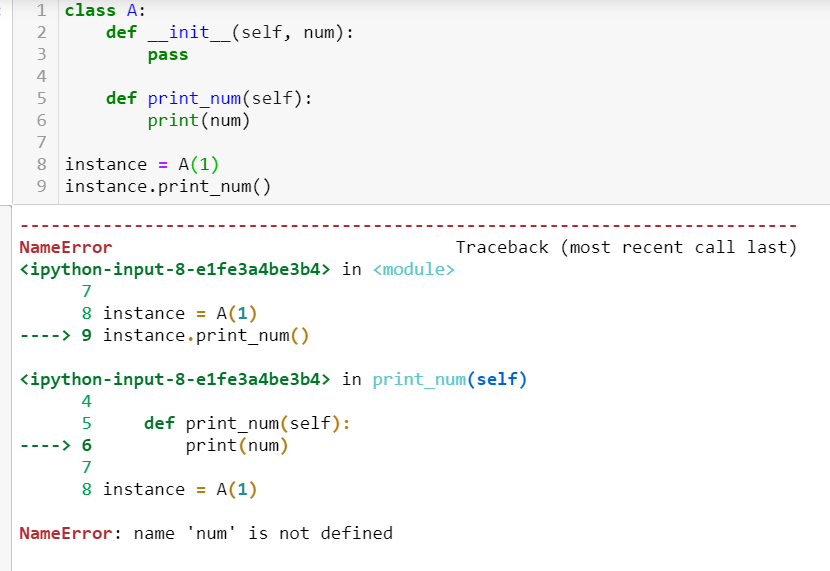 1 class A:
2     def __init__(self, num):
3         pass
4
5     def print_num(self):
6         print(num)
7
8 instance = A(1)
9 instance.print_num()
---------------------------------------------------------------------------
NameError                                 Traceback (most recent call last)
<ipython-input-8-e1fe3a4be3b4> in <module>
      7
      8 instance = A(1)
----> 9 instance.print_num()

<ipython-input-8-e1fe3a4be3b4> in print_num(self)
      4
      5     def print_num(self):
----> 6         print(num)
      7
      8 instance = A(1)

NameError: name 'num' is not defined